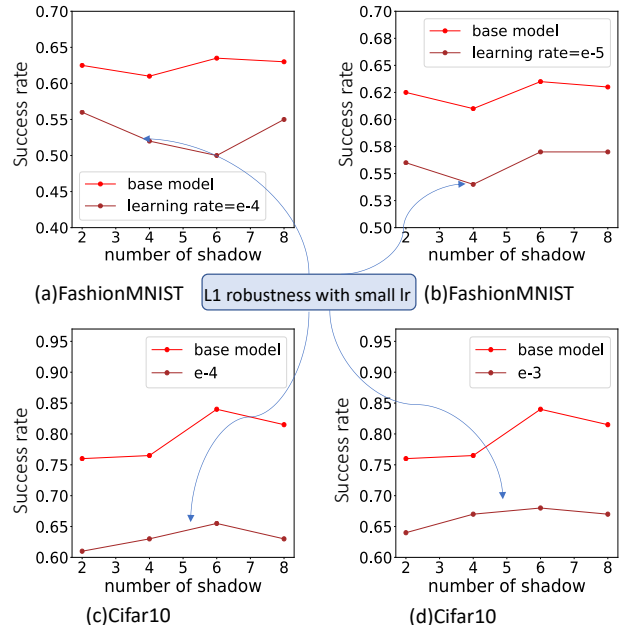 0.70
0.65
0.60
0.55
0.50
0.45
0.40
Success rate
base model
learning rate=e-4
2 3 4 5 6 7 8
number of shadow
(a)FashionMNIST
0.70
0.68
0.65
0.62
0.60
0.58
0.55
0.53
0.50
Success rate
base model
learning rate=e-5
2 3 4 5 6 7 8
number of shadow
(b)FashionMNIST
L1 robustness with small lr
0.95
0.90
0.85
0.80
0.75
0.70
0.65
0.60
Success rate
base model
e-4
2 3 4 5 6 7 8
number of shadow
(c)Cifar10
0.95
0.90
0.85
0.80
0.75
0.70
0.65
0.60
Success rate
base model
e-3
2 3 4 5 6 7 8
number of shadow
(d)Cifar10